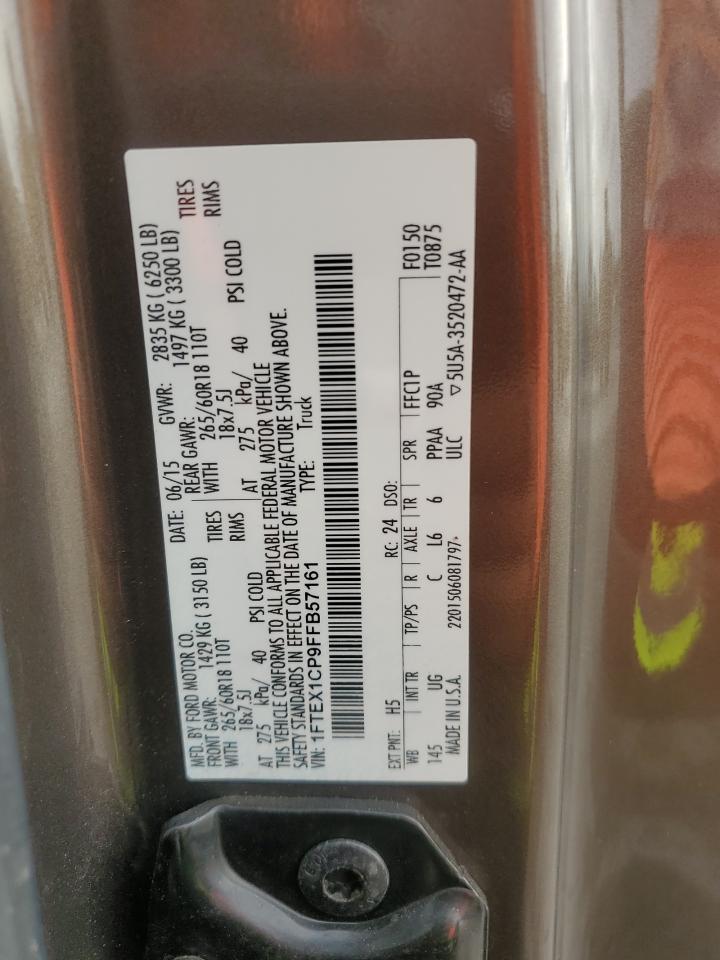 MFD. BY FORD MOTOR CO.
DATE: 06/15 GVWR: 2835 KG ( 6250 LB)
FRONT GAWR: 1429 KG ( 3150 LB) REAR GAWR: 1497 KG ( 3300 LB)
WITH 265/60R18 110T TIRES WITH 265/60R18 110T TIRES
18x7.5J RIMS 18x7.5J RIMS
AT 275 kPa/ 40 PSI COLD AT 275 kPa/ 40 PSI COLD
THIS VEHICLE CONFORMS TO ALL APPLICABLE FEDERAL MOTOR VEHICLE
SAFETY STANDARDS IN EFFECT ON THE DATE OF MANUFACTURE SHOWN ABOVE.
VIN: 1FTEX1CP9FFB57161 TYPE: Truck
EXT PNT: H5 RC: 24 DSO: F0150
WB INT TR TP/PS R AXLE TR SPR FFC1P T0875
145 UG C L6 6 PPAA 90A
MADE IN U.S.A. 2201506081797 ULC ▽5U5A-3520472-AA